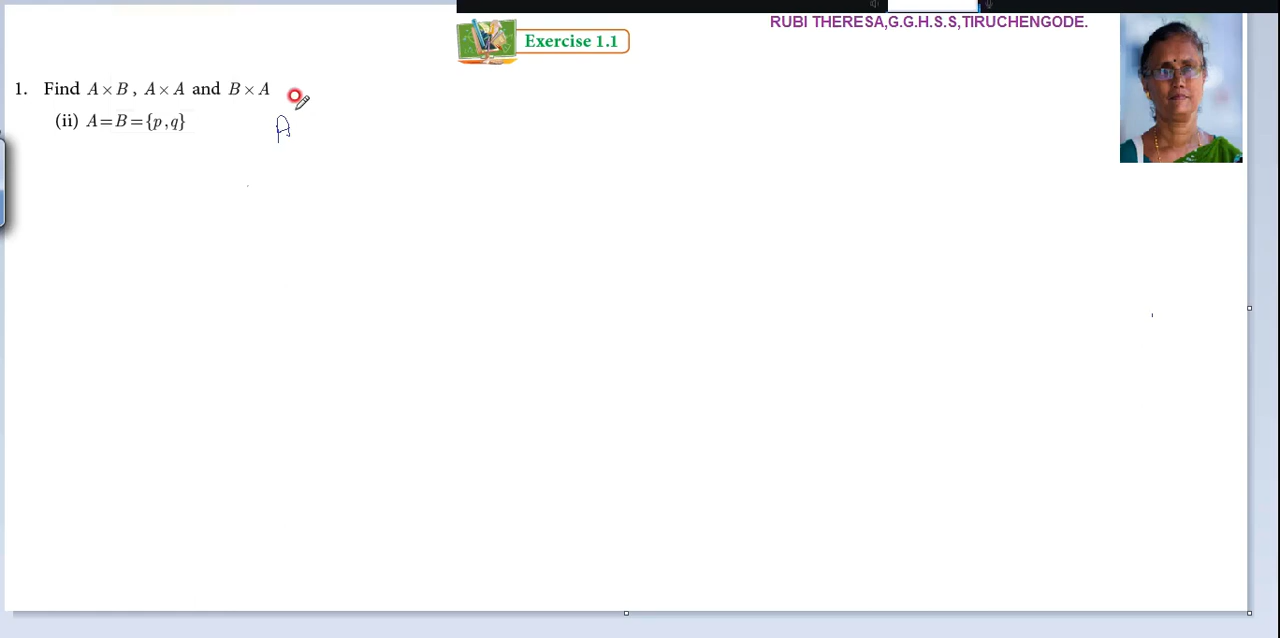 RUBI THERESA,G.G.H.S.S,TIRUCHENGODE.
Exercise 1.1
1. Find A×B , A×A and B×A
(ii) A=B={p,q}
A